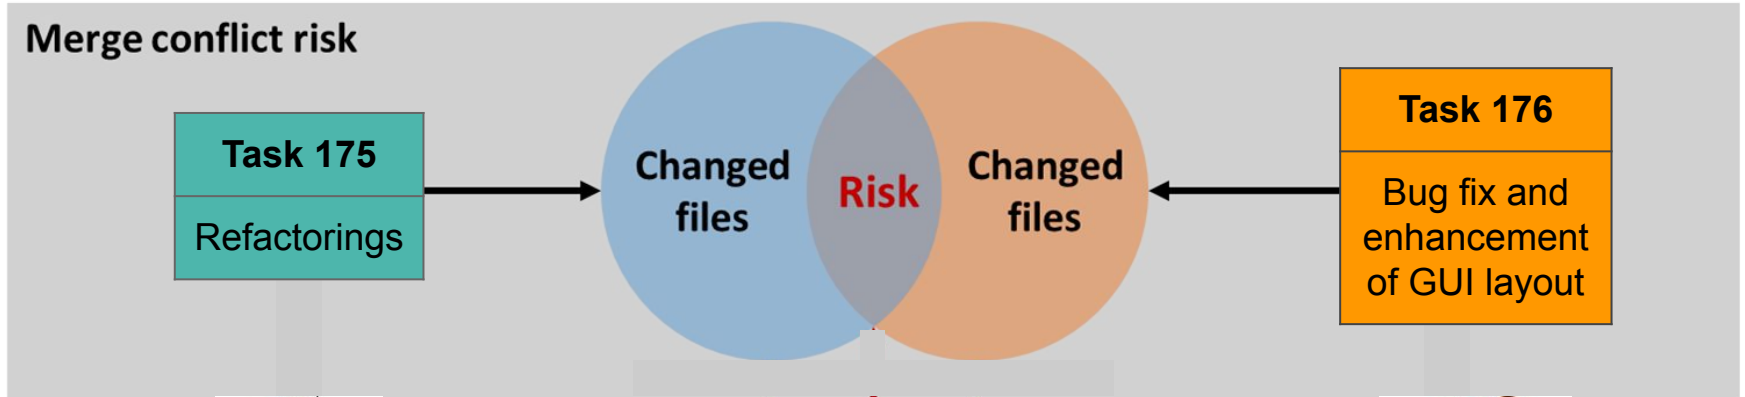 Merge conflict risk
Task 175
Refactorings
Changed
files
Risk
Changed
files
Task 176
Bug fix and
enhancement
of GUI layout